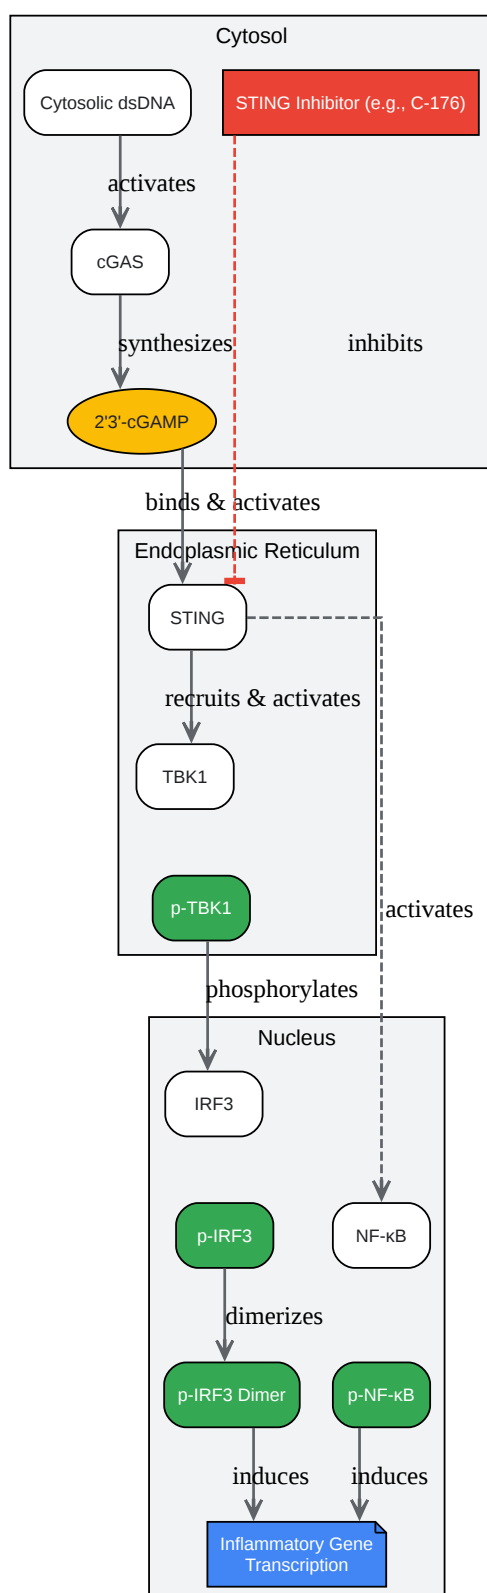 Cytosol
Cytosolic dsDNA
STING Inhibitor (e.g., C-176)
activates
cGAS
synthesizes
inhibits
2'3'-cGAMP
binds & activates
Endoplasmic Reticulum
STING
recruits & activates
TBK1
p-TBK1
activates
phosphorylates
Nucleus
IRF3
p-IRF3
NF-κB
dimerizes
p-IRF3 Dimer
p-NF-κB
induces
induces
Inflammatory Gene
Transcription